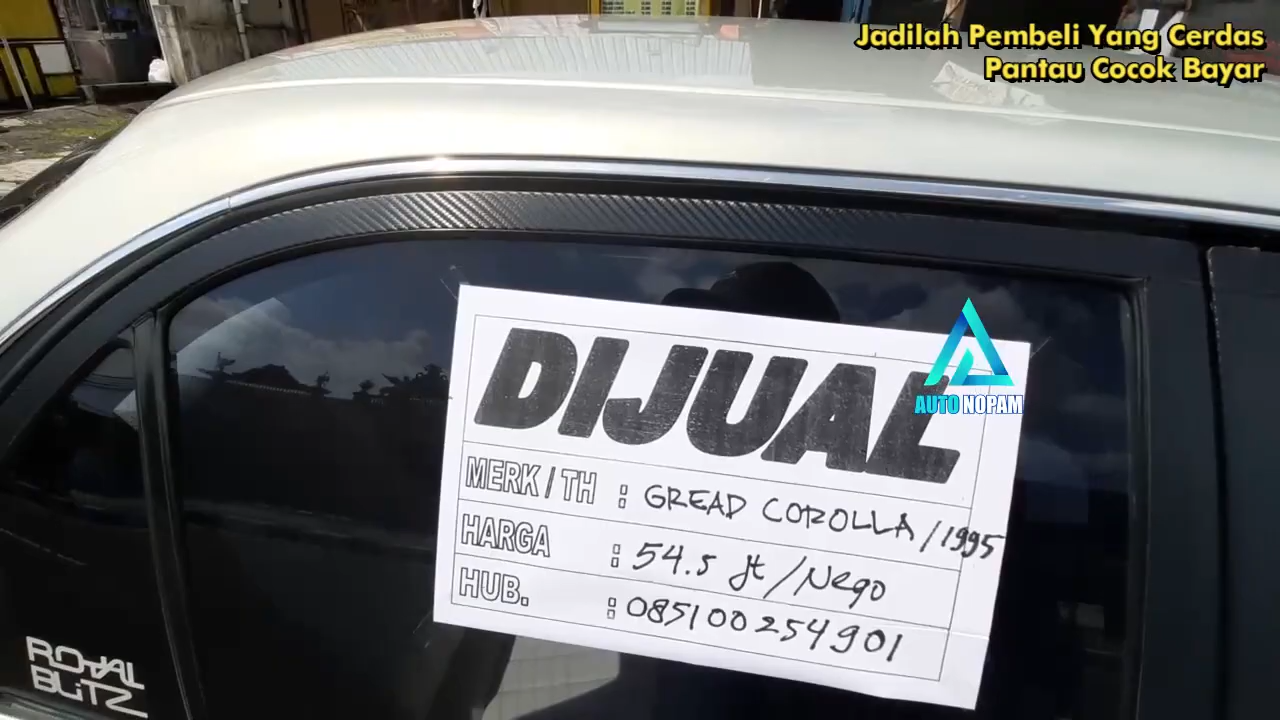 Jadilah Pembeli Yang Cerdas
Pantau Cocok Bayar
DIJUAL
AUTO NOPAM
MERK / TH : GREAD COROLLA / 1995
HARGA : 54.5 jt / Nego
HUB. : 085100254901
ROYAL
BLiTZ